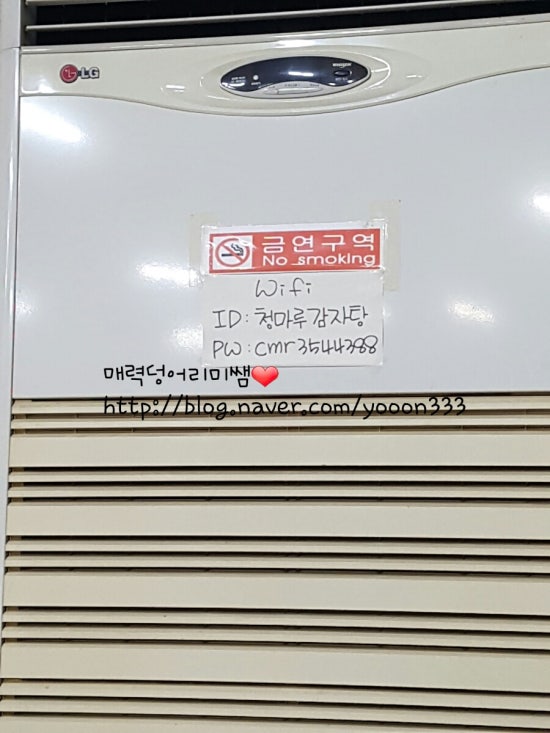 LG
금연구역
No smoking
Wifi
ID: 청마루감자탕
PW: cmr3544388
매력덩어리미쌤❤
http://blog.naver.com/yooon333